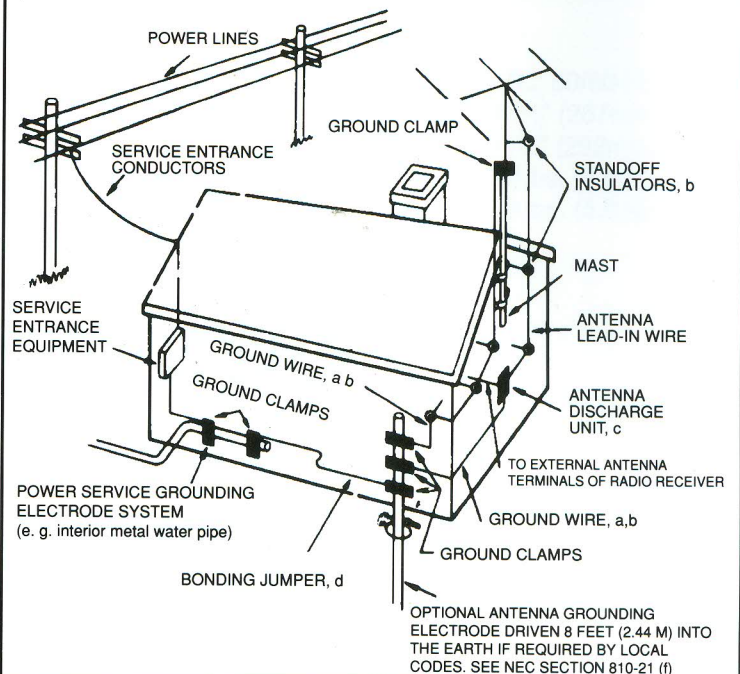 POWER LINES
GROUND CLAMP
SERVICE ENTRANCE
CONDUCTORS
STANDOFF
INSULATORS, b
MAST
SERVICE
ENTRANCE
EQUIPMENT
ANTENNA
LEAD-IN WIRE
GROUND WIRE, a b
GROUND CLAMPS
ANTENNA
DISCHARGE
UNIT, c
TO EXTERNAL ANTENNA
TERMINALS OF RADIO RECEIVER
POWER SERVICE GROUNDING
ELECTRODE SYSTEM
(e. g. interior metal water pipe)
GROUND WIRE, a,b
GROUND CLAMPS
BONDING JUMPER, d
OPTIONAL ANTENNA GROUNDING
ELECTRODE DRIVEN 8 FEET (2.44 M) INTO
THE EARTH IF REQUIRED BY LOCAL
CODES. SEE NEC SECTION 810-21 (f)